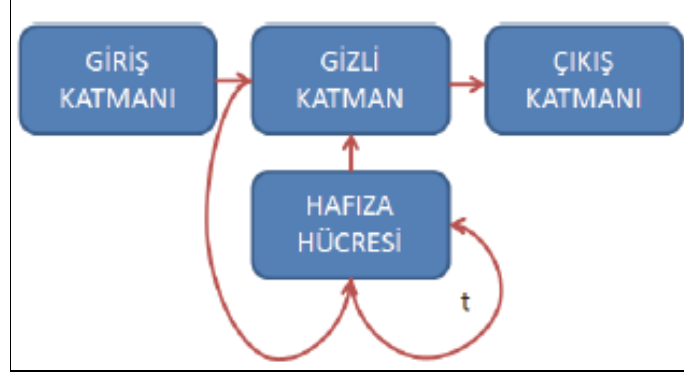 GİRİŞ
KATMANI
GİZLİ
KATMAN
ÇIKIŞ
KATMANI
HAFIZA
HÜCRESİ
t